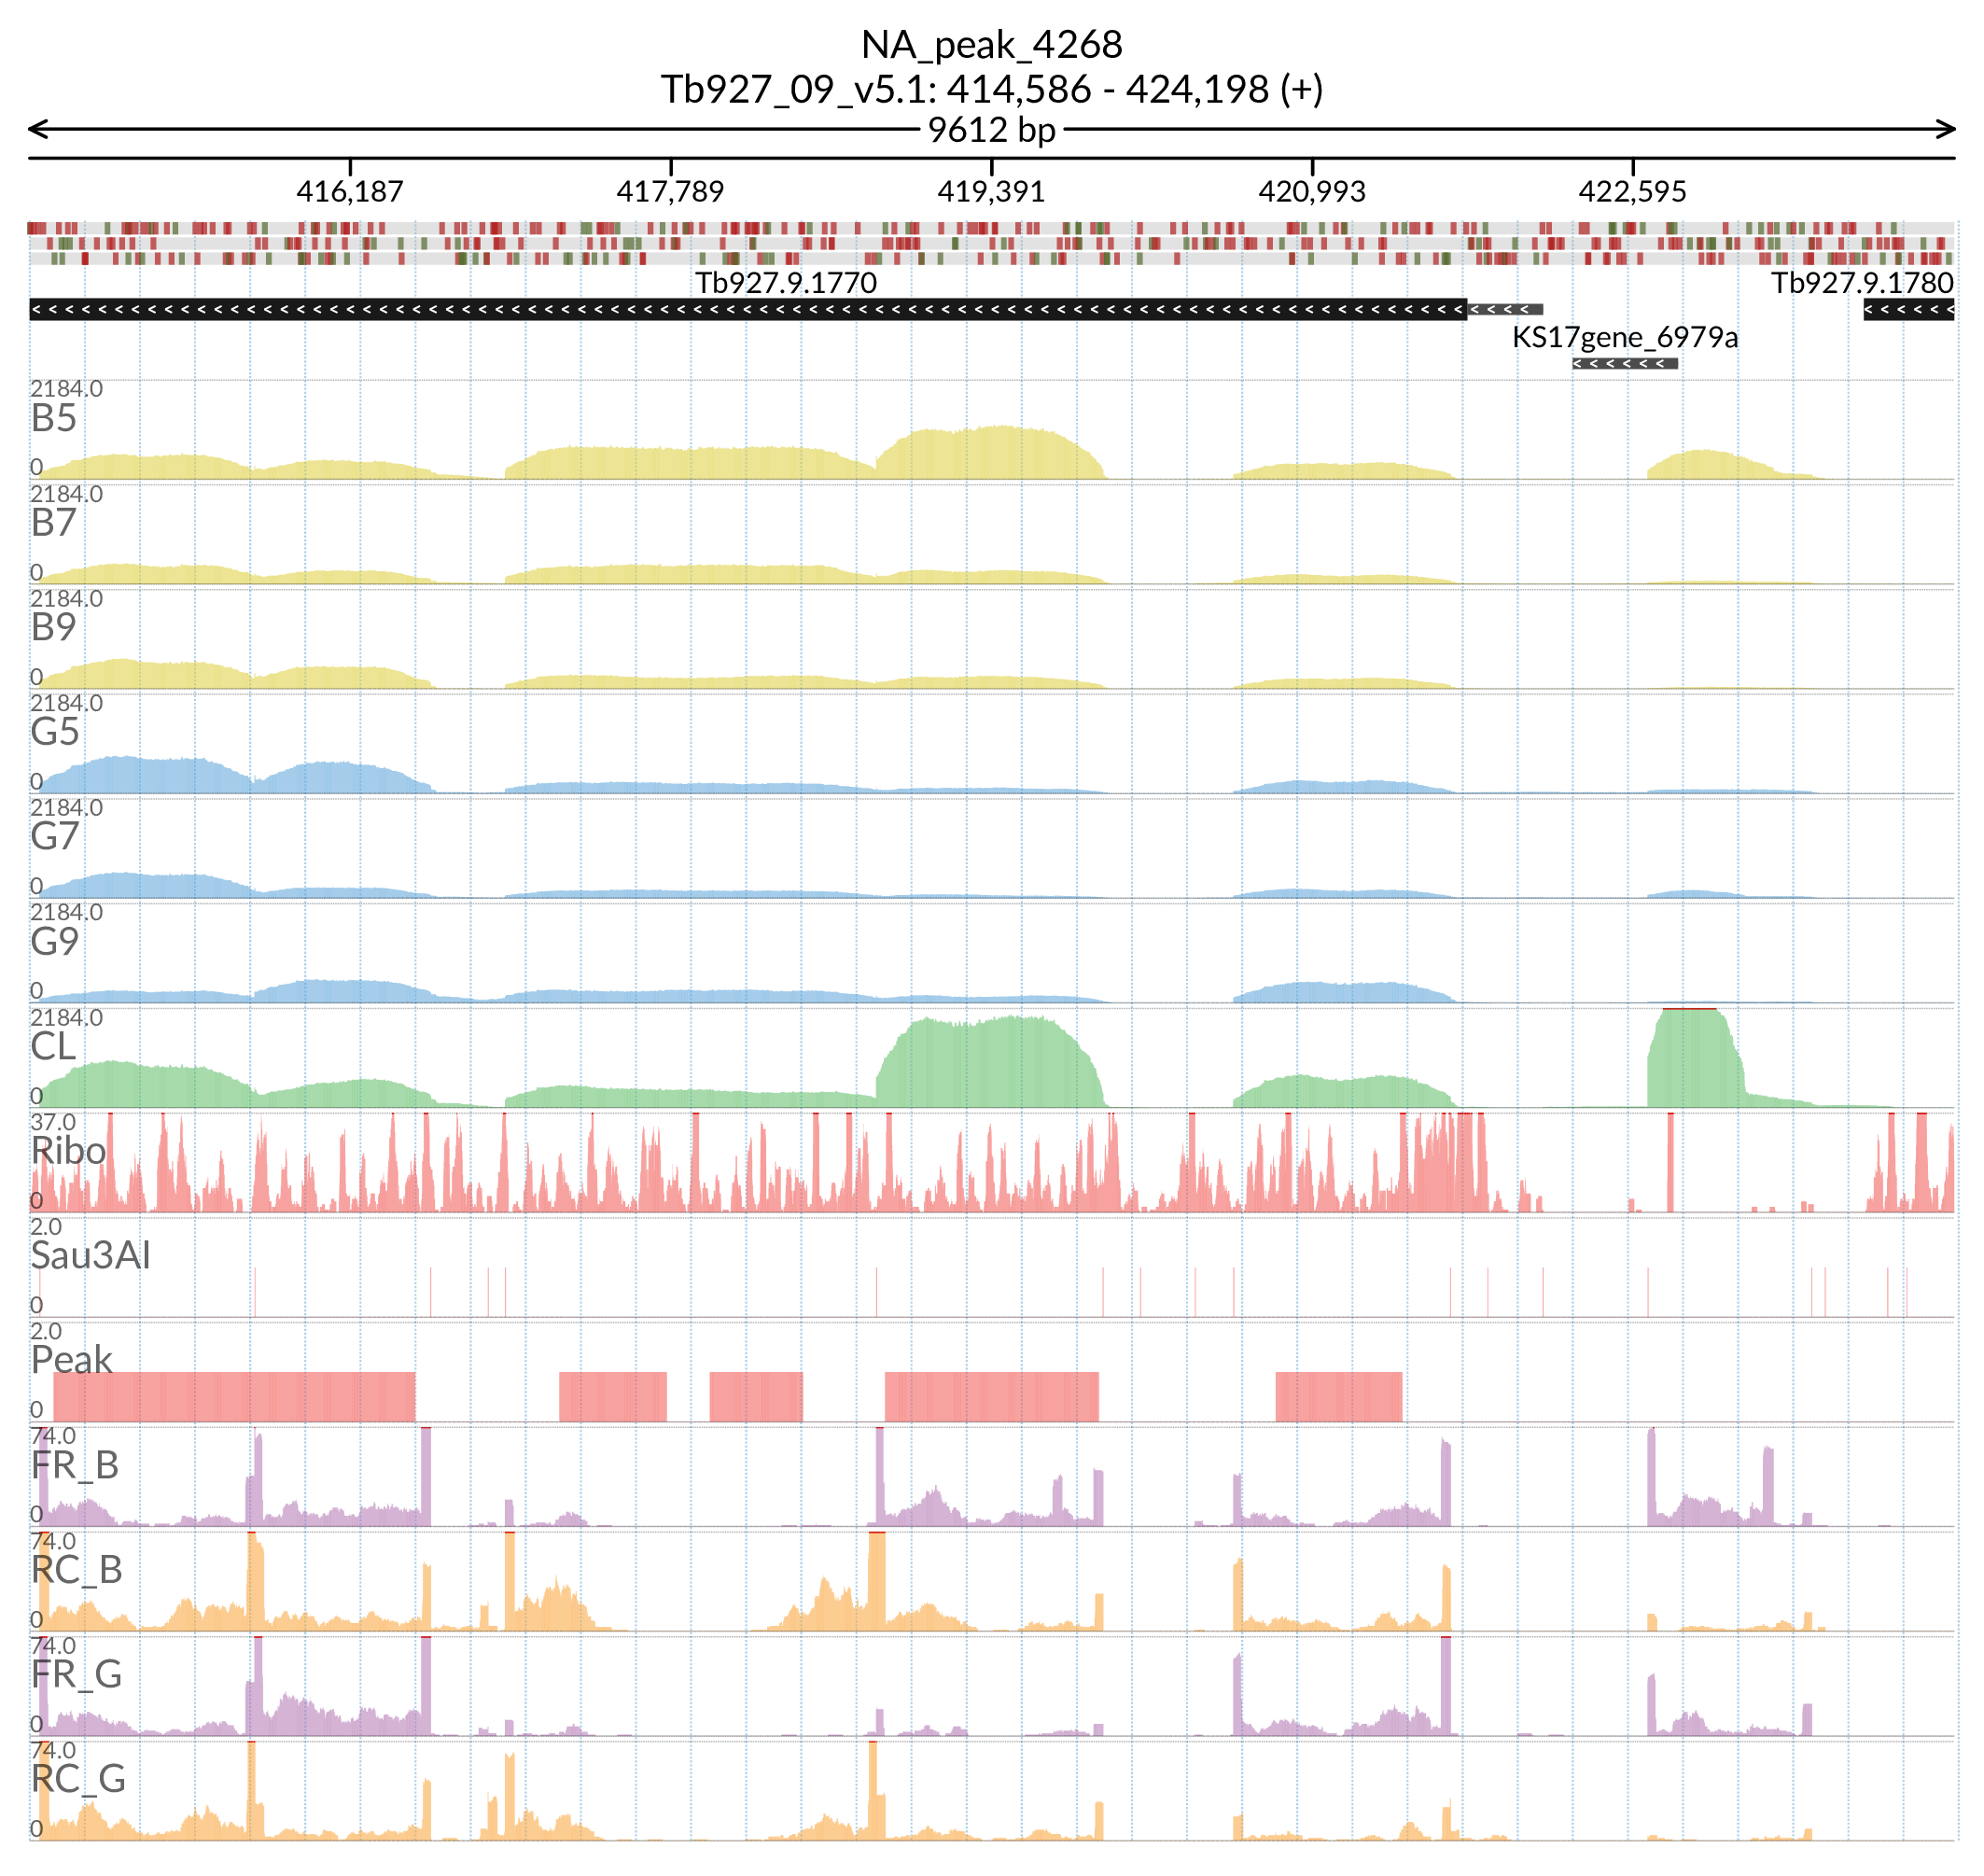 NA_peak_4268
Tb927_09_v5.1: 414,586 - 424,198 (+)
9612 bp
416,187 417,789 419,391 420,993 422,595
Tb927.9.1770 Tb927.9.1780
KS17gene_6979a
2184.0
B5
0
2184.0
B7
0
2184.0
B9
0
2184.0
G5
0
2184.0
G7
0
2184.0
G9
0
2184.0
CL
0
37.0
Ribo
0
2.0
Sau3AI
0
2.0
Peak
0
74.0
FR_B
0
74.0
RC_B
0
74.0
FR_G
0
74.0
RC_G
0